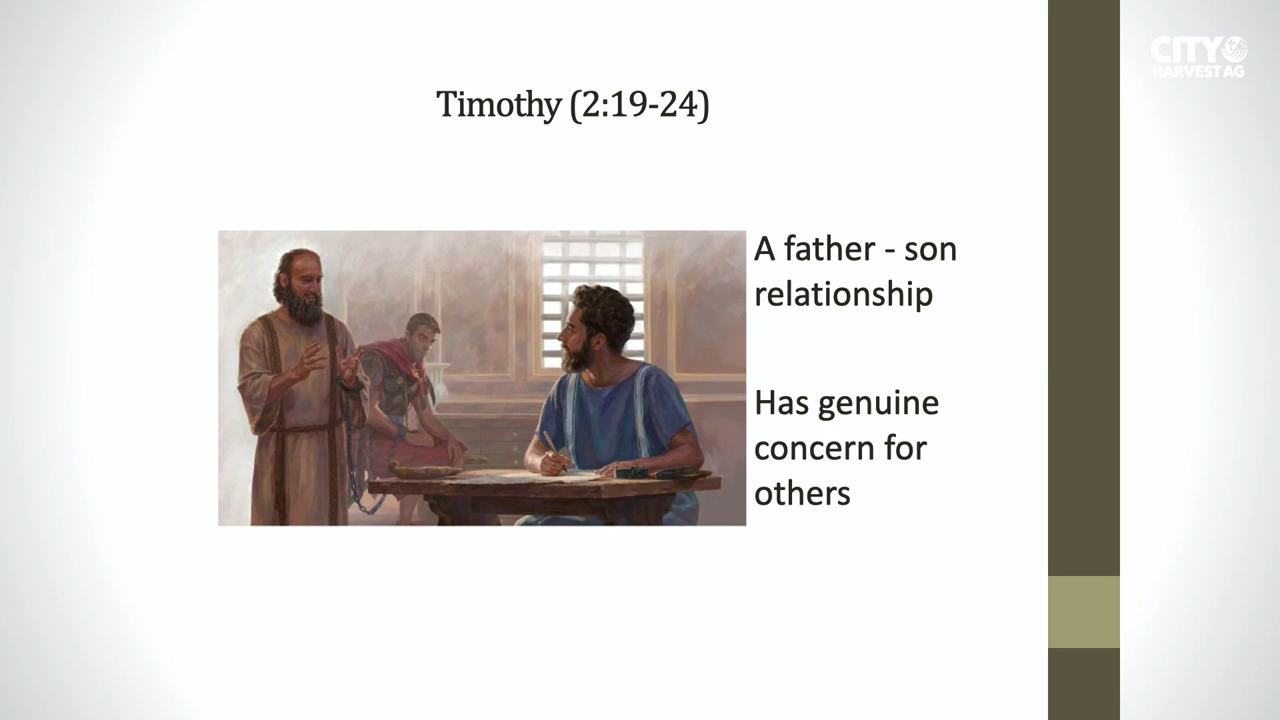 CITY
HARVEST AG
Timothy (2:19-24)
A father - son
relationship
Has genuine
concern for
others